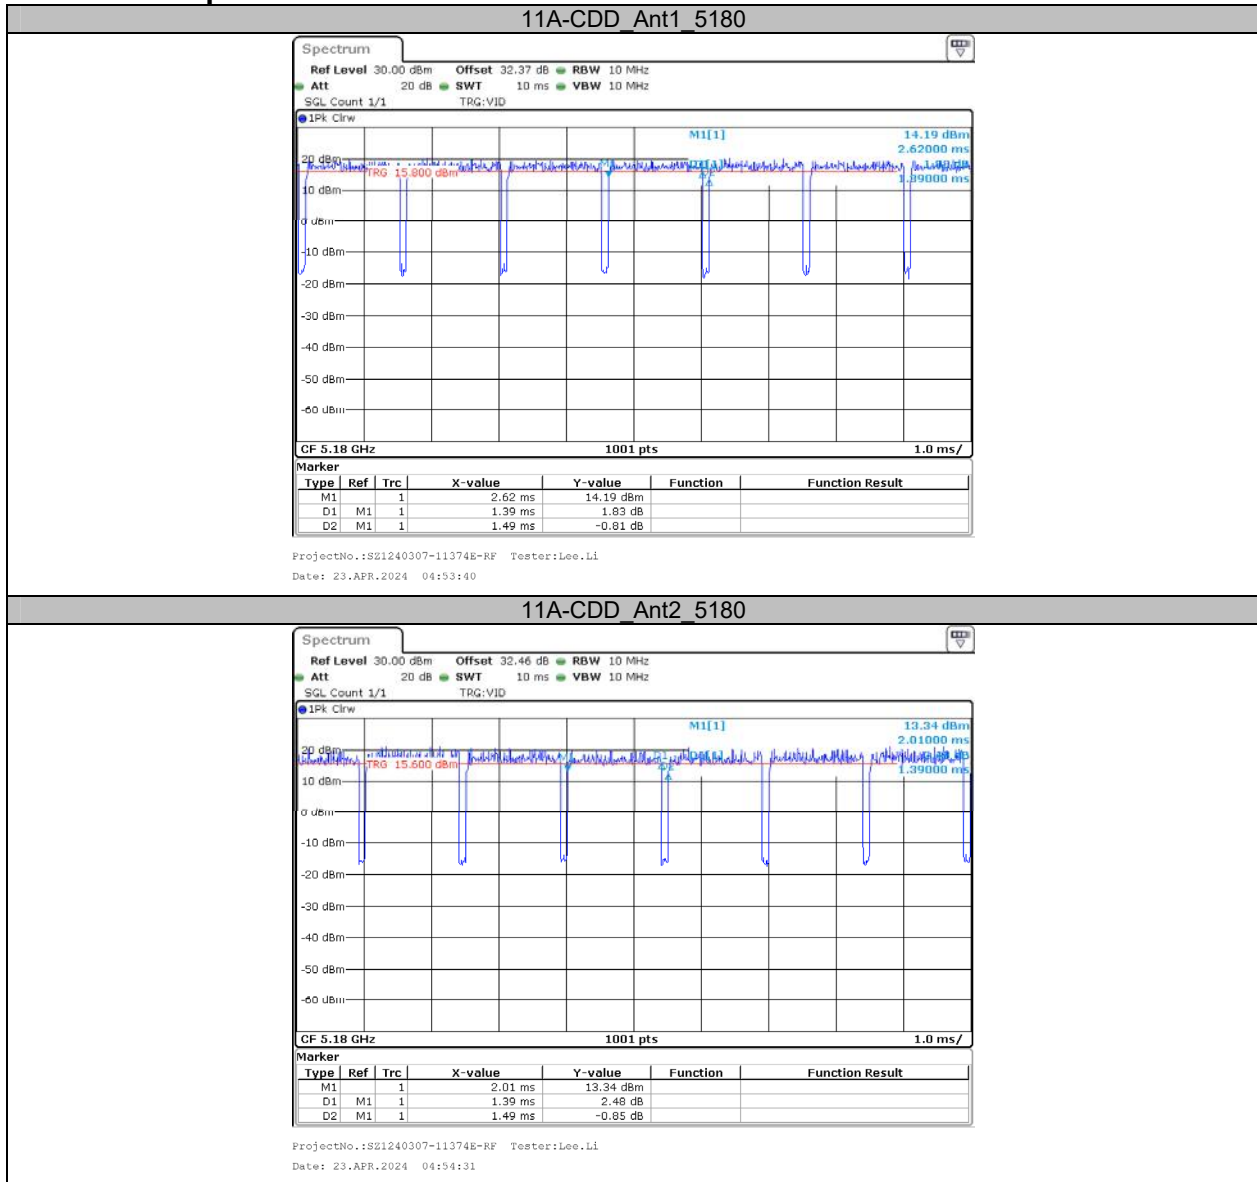 11A-CDD_Ant1_5180
Spectrum
Ref Level 30.00 dBm Offset 32.37 dB RBW 10 MHz
Att 20 dB SWT 10 ms VBW 10 MHz
SGL Count 1/1 TRG:VID
1Pk Clrw
M1[1] 14.19 dBm
2.62000 ms
20 dBm
M1 D1[1]
TRG 15.800 dBm
1.39000 ms
10 dBm
0 dBm
-10 dBm
-20 dBm
-30 dBm
-40 dBm
-50 dBm
-60 dBm
CF 5.18 GHz 1001 pts 1.0 ms/
Marker
Type Ref Trc X-value Y-value Function Function Result
M1 1 2.62 ms 14.19 dBm
D1 M1 1 1.39 ms 1.83 dB
D2 M1 1 1.49 ms -0.81 dB
ProjectNo.:SZ1240307-11374E-RF Tester:Lee.Li
Date: 23.APR.2024 04:53:40
11A-CDD_Ant2_5180
Spectrum
Ref Level 30.00 dBm Offset 32.46 dB RBW 10 MHz
Att 20 dB SWT 10 ms VBW 10 MHz
SGL Count 1/1 TRG:VID
1Pk Clrw
M1[1] 13.34 dBm
2.01000 ms
20 dBm
M1 D1 D1[1]
TRG 15.600 dBm
1.39000 ms
10 dBm
0 dBm
-10 dBm
-20 dBm
-30 dBm
-40 dBm
-50 dBm
-60 dBm
CF 5.18 GHz 1001 pts 1.0 ms/
Marker
Type Ref Trc X-value Y-value Function Function Result
M1 1 2.01 ms 13.34 dBm
D1 M1 1 1.39 ms 2.48 dB
D2 M1 1 1.49 ms -0.85 dB
ProjectNo.:SZ1240307-11374E-RF Tester:Lee.Li
Date: 23.APR.2024 04:54:31